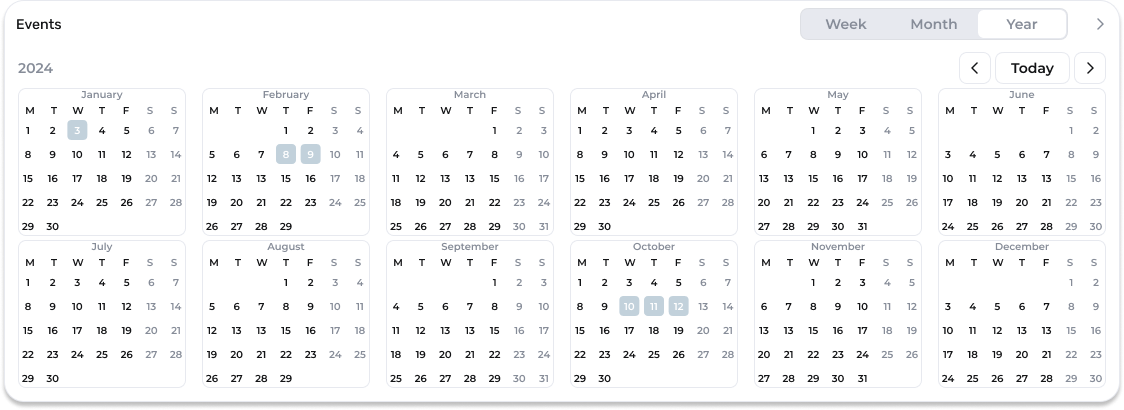 Events
Week Month Year
2024
Today
January
M T W T F S S
1 2 3 4 5 6 7
8 9 10 11 12 13 14
15 16 17 18 19 20 21
22 23 24 25 26 27 28
29 30
February
M T W T F S S
1 2 3 4
5 6 7 8 9 10 11
12 13 13 15 16 17 18
19 20 21 22 23 24 25
26 27 28 29
March
M T W T F S S
1 2 3
4 5 6 7 8 9 10
11 12 13 14 15 16 17
18 19 20 21 22 23 24
25 26 27 28 29 30 31
April
M T W T F S S
1 2 3 4 5 6 7
8 9 10 11 12 13 14
15 16 17 18 19 20 21
22 23 24 25 26 27 28
29 30
May
M T W T F S S
1 2 3 4 5
6 7 8 9 10 11 12
13 13 15 16 17 18 19
20 21 22 23 24 25 26
27 28 29 30 31
June
M T W T F S S
1 2
3 4 5 6 7 8 9
10 11 12 13 13 15 16
17 18 19 20 21 22 23
24 25 26 27 28 29 30
July
M T W T F S S
1 2 3 4 5 6 7
8 9 10 11 12 13 14
15 16 17 18 19 20 21
22 23 24 25 26 27 28
29 30
August
M T W T F S S
1 2 3 4
5 6 7 8 9 10 11
12 13 13 15 16 17 18
19 20 21 22 23 24 25
26 27 28 29
September
M T W T F S S
1 2 3
4 5 6 7 8 9 10
11 12 13 14 15 16 17
18 19 20 21 22 23 24
25 26 27 28 29 30 31
October
M T W T F S S
1 2 3 4 5 6 7
8 9 10 11 12 13 14
15 16 17 18 19 20 21
22 23 24 25 26 27 28
29 30
November
M T W T F S S
1 2 3 4 5
6 7 8 9 10 11 12
13 13 15 16 17 18 19
20 21 22 23 24 25 26
27 28 29 30 31
December
M T W T F S S
1 2
3 4 5 6 7 8 9
10 11 12 13 13 15 16
17 18 19 20 21 22 23
24 25 26 27 28 29 30